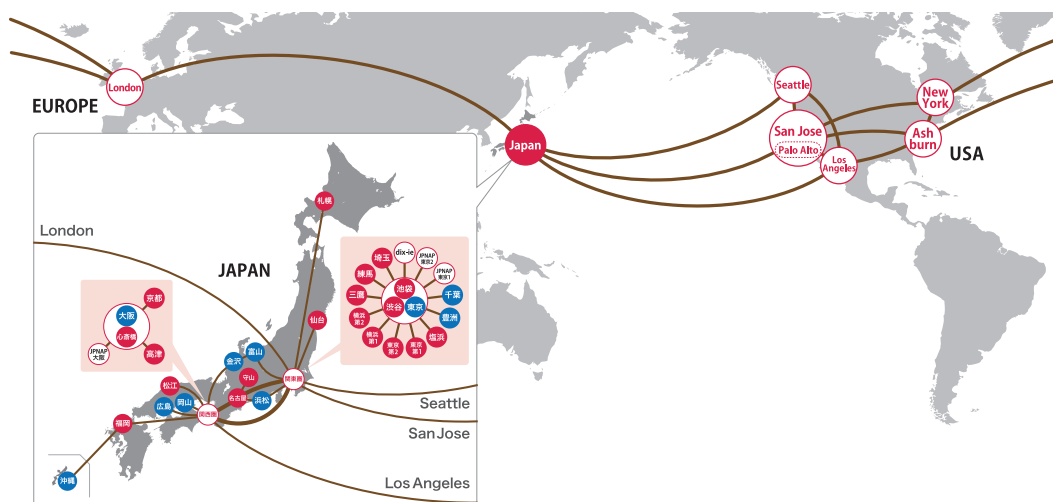 London
EUROPE
Japan
Seattle
San Jose
Palo Alto
Los
Angeles
New
York
Ash
burn
USA
London
JAPAN
札幌
仙台
京都
大阪
心斎橋
JPNAP
大阪
高津
dix-ie
JPNAP
東京2
JPNAP
東京1
埼玉
練馬
三鷹
横浜
第2
横浜
第1
東京
第2
東京
第1
塩浜
豊洲
千葉
池袋
渋谷
東京
金沢
富山
守山
名古屋
浜松
関東圏
松江
広島
岡山
関西圏
福岡
沖縄
Seattle
San Jose
Los Angeles